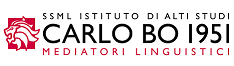 SSML ISTITUTO DI ALTI STUDI
CARLO BO 1951
MEDIATORI LINGUISTICI